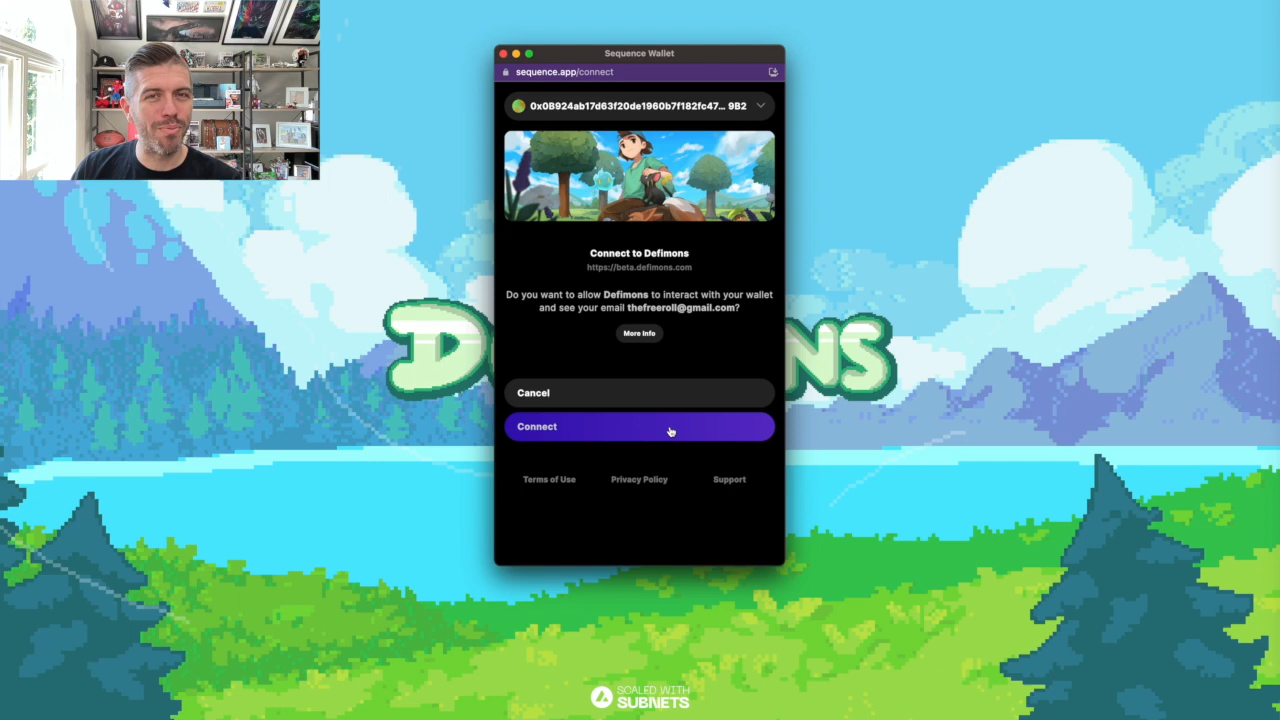 Sequence Wallet
sequence.app/connect
0x0B924ab17d63f20de1960b7f182fc47... 9B2
Connect to Defimons
https://beta.defimons.com
Do you want to allow Defimons to interact with your wallet
and see your email thefreeroll@gmail.com?
More Info
D NS
Cancel
Connect
Terms of Use Privacy Policy Support
SCALED WITH
SUBNETS